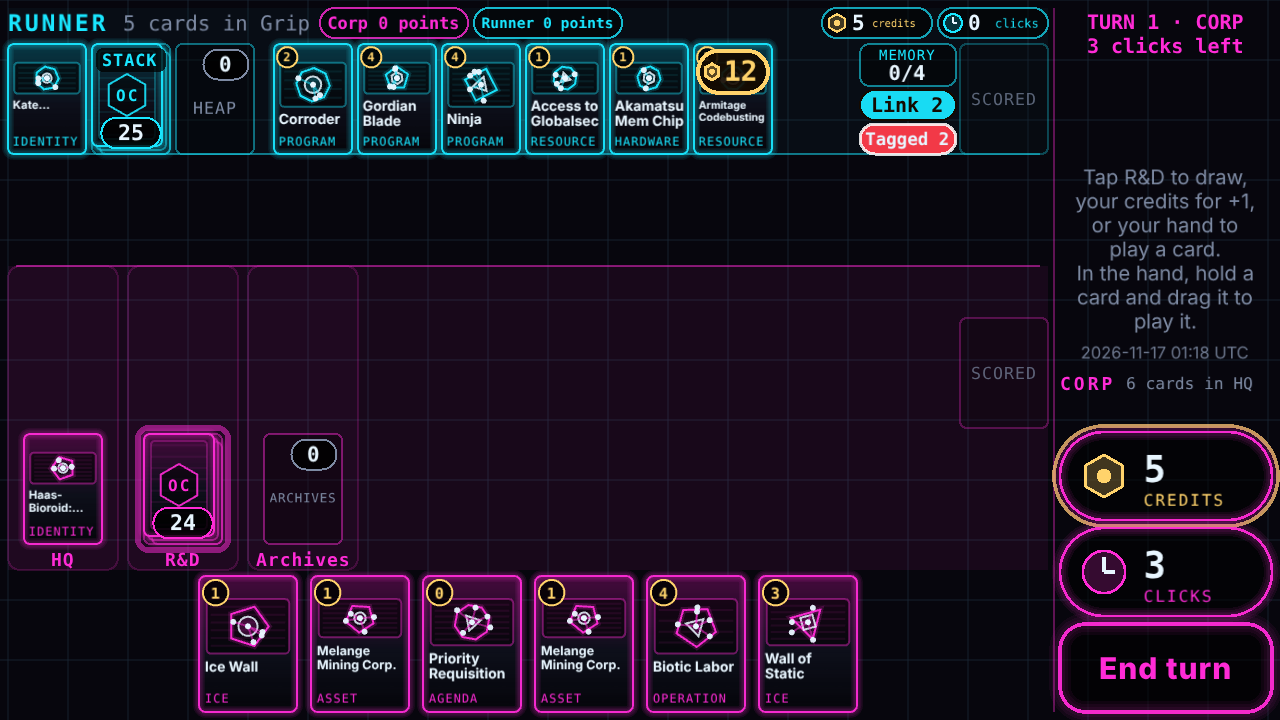 RUNNER 5 cards in Grip Corp 0 points Runner 0 points 5 credits 0 clicks
TURN 1 · CORP
3 clicks left
Kate...
IDENTITY
STACK
OC
25
0
HEAP
2
Corroder
PROGRAM
4
Gordian
Blade
PROGRAM
4
Ninja
PROGRAM
1
Access to
Globalsec
RESOURCE
1
Akamatsu
Mem Chip
HARDWARE
12
Armitage
Codebusting
RESOURCE
MEMORY
0/4
Link 2
Tagged 2
SCORED
Tap R&D to draw,
your credits for +1,
or your hand to
play a card.
In the hand, hold a
card and drag it to
play it.
2026-11-17 01:18 UTC
CORP 6 cards in HQ
SCORED
Haas-
Bioroid:...
IDENTITY
HQ
OC
24
R&D
0
ARCHIVES
Archives
5
CREDITS
3
CLICKS
End turn
1
Ice Wall
ICE
1
Melange
Mining Corp.
ASSET
0
Priority
Requisition
AGENDA
1
Melange
Mining Corp.
ASSET
4
Biotic Labor
OPERATION
3
Wall of
Static
ICE